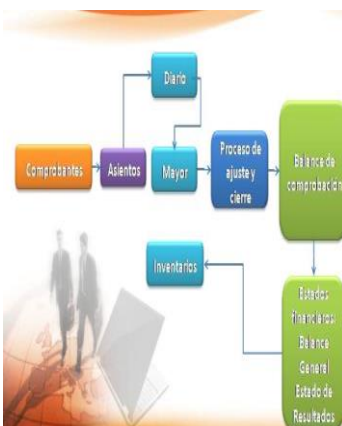 Diario
Comprobantes
Asientos
Mayor
Proceso de
ajuste y
cierre
Balance de
comprobación
Inventarios
Estados
financieros:
Balance
General
Estado de
Resultados